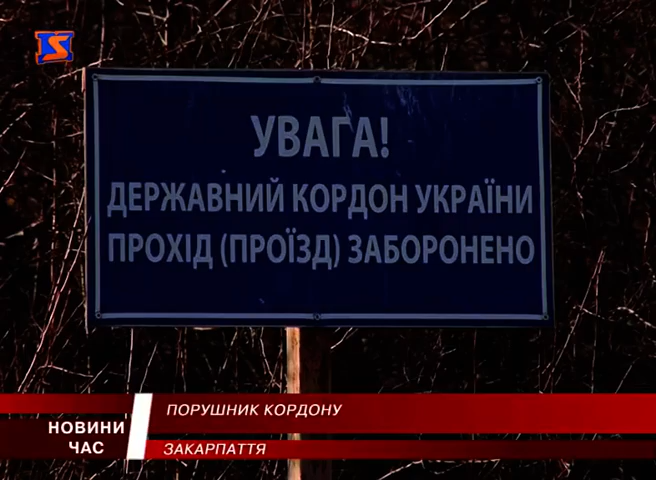 УВАГА!
ДЕРЖАВНИЙ КОРДОН УКРАЇНИ
ПРОХІД (ПРОЇЗД) ЗАБОРОНЕНО
НОВИНИ
ЧАС
ПОРУШНИК КОРДОНУ
ЗАКАРПАТТЯ